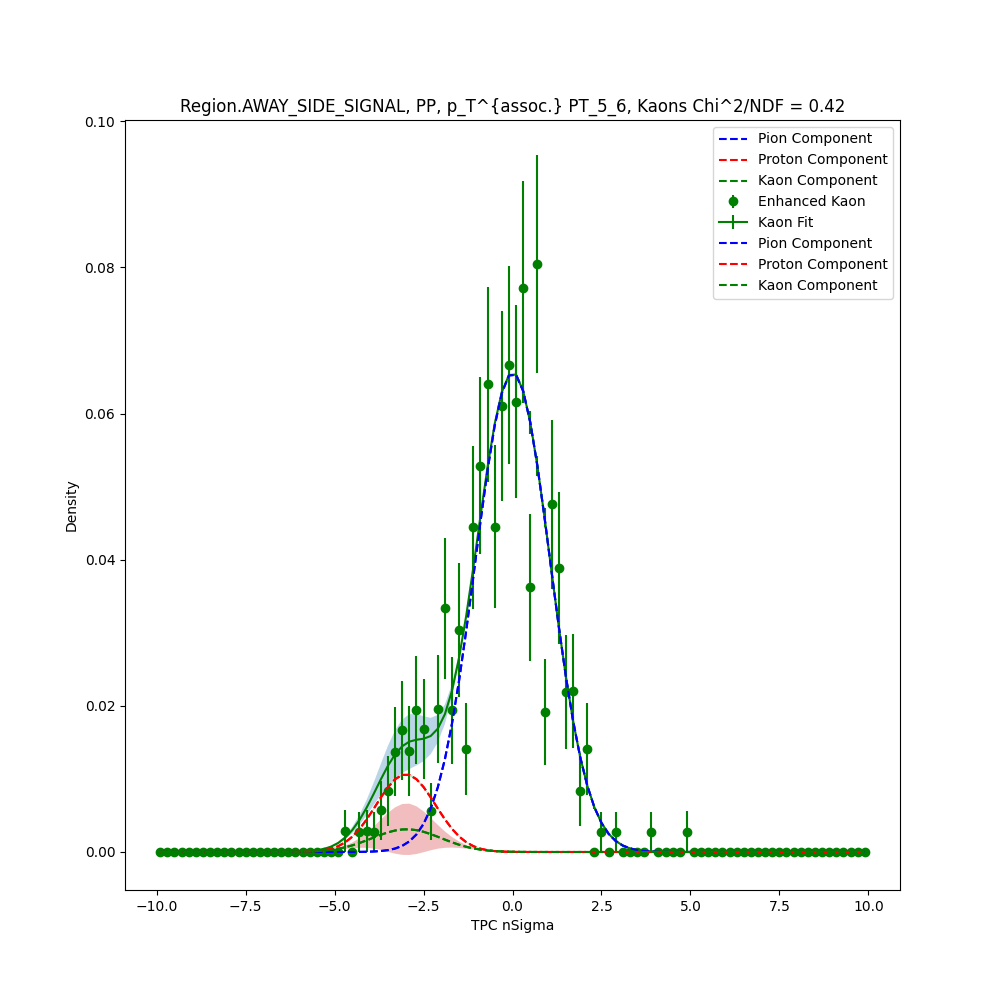 Region.AWAY_SIDE_SIGNAL, PP, p_T^{assoc.} PT_5_6, Kaons Chi^2/NDF = 0.42
0.10
0.08
0.06
0.04
0.02
0.00
Density
Pion Component
Proton Component
Kaon Component
Enhanced Kaon
Kaon Fit
Pion Component
Proton Component
Kaon Component
−10.0 −7.5 −5.0 −2.5 0.0 2.5 5.0 7.5 10.0
TPC nSigma